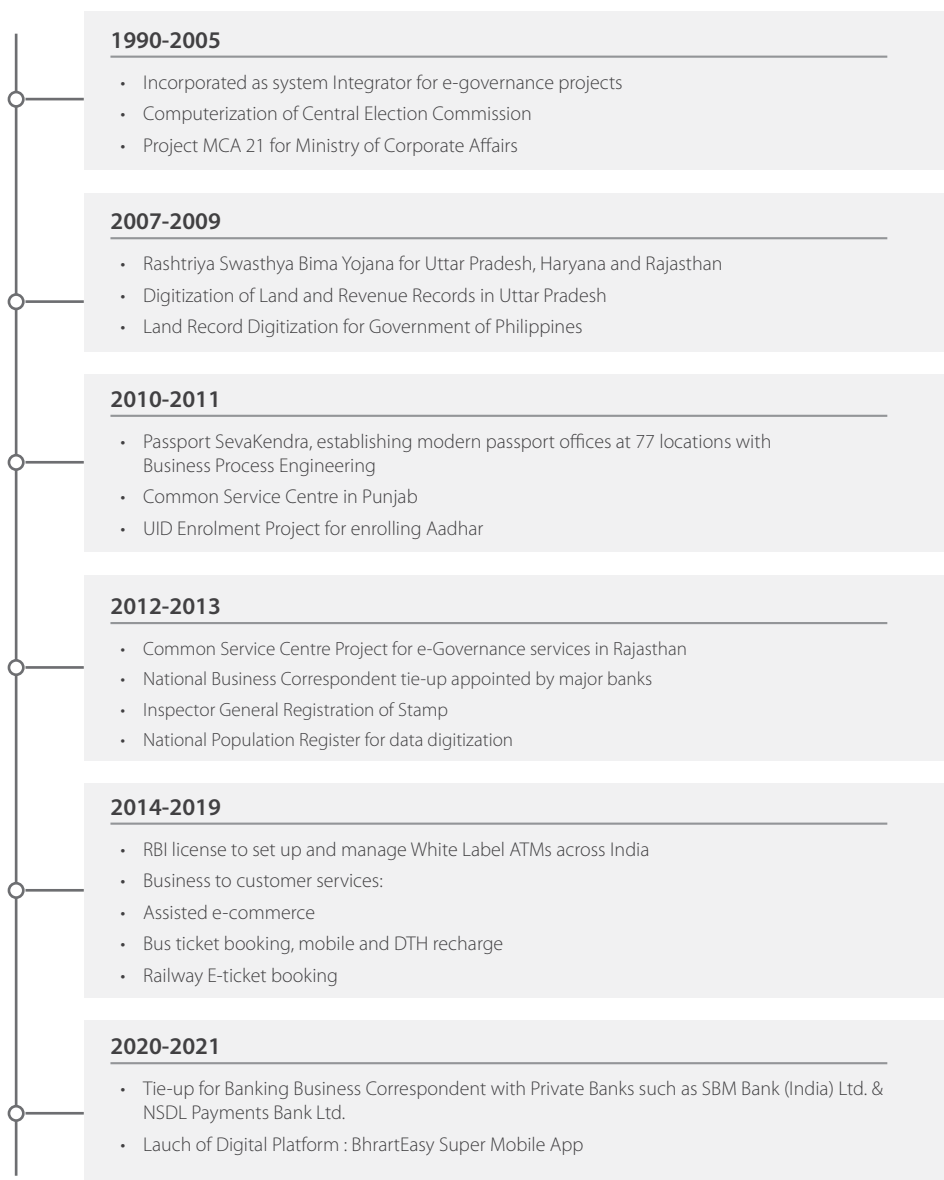 1990-2005
• Incorporated as system Integrator for e-governance projects
• Computerization of Central Election Commission
• Project MCA 21 for Ministry of Corporate Affairs
2007-2009
• Rashtriya Swasthya Bima Yojana for Uttar Pradesh, Haryana and Rajasthan
• Digitization of Land and Revenue Records in Uttar Pradesh
• Land Record Digitization for Government of Philippines
2010-2011
• Passport SevaKendra, establishing modern passport offices at 77 locations with
Business Process Engineering
• Common Service Centre in Punjab
• UID Enrolment Project for enrolling Aadhar
2012-2013
• Common Service Centre Project for e-Governance services in Rajasthan
• National Business Correspondent tie-up appointed by major banks
• Inspector General Registration of Stamp
• National Population Register for data digitization
2014-2019
• RBI license to set up and manage White Label ATMs across India
• Business to customer services:
• Assisted e-commerce
• Bus ticket booking, mobile and DTH recharge
• Railway E-ticket booking
2020-2021
• Tie-up for Banking Business Correspondent with Private Banks such as SBM Bank (India) Ltd. &
NSDL Payments Bank Ltd.
• Lauch of Digital Platform : BhrartEasy Super Mobile App